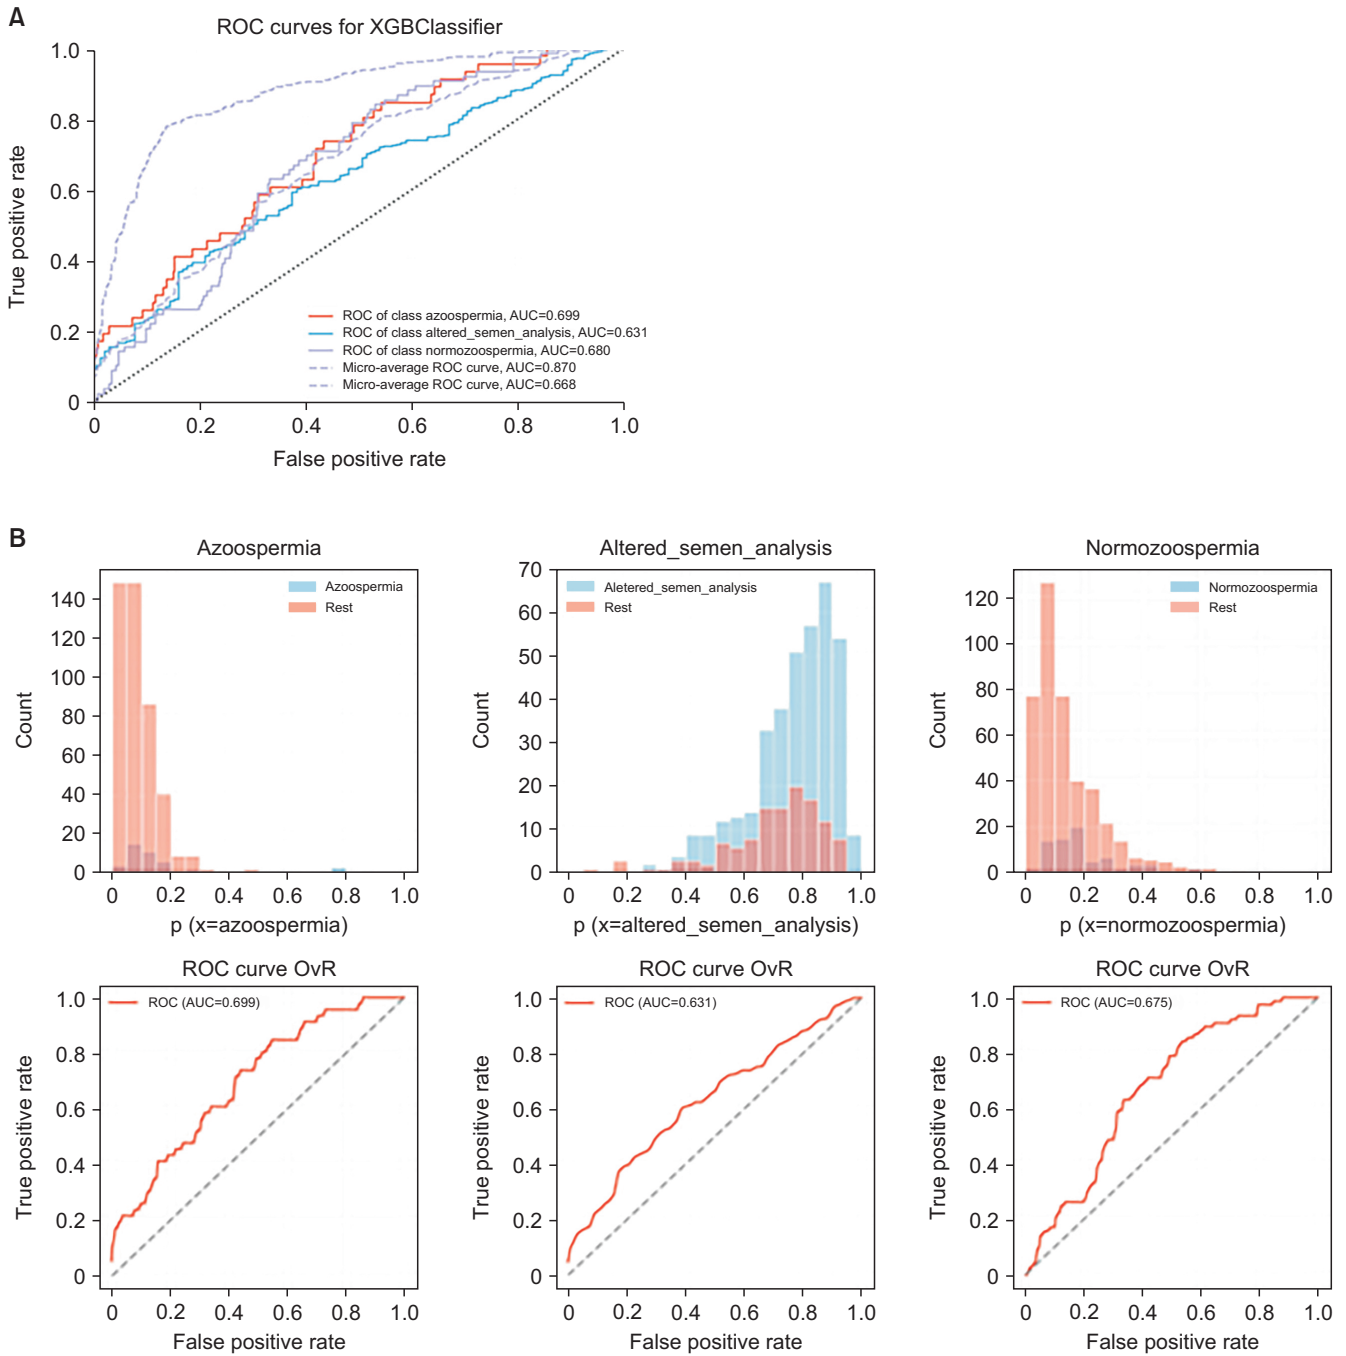 A
ROC curves for XGBClassifier
True positive rate
1.0
0.8
0.6
0.4
0.2
0
ROC of class azoospermia, AUC=0.699
ROC of class altered_semen_analysis, AUC=0.631
ROC of class normozoospermia, AUC=0.680
Micro-average ROC curve, AUC=0.870
Micro-average ROC curve, AUC=0.668
0 0.2 0.4 0.6 0.8 1.0
False positive rate
B
Azoospermia
Count
140
120
100
80
60
40
20
0
Azoospermia
Rest
0 0.2 0.4 0.6 0.8 1.0
p (x=azoospermia)
Altered_semen_analysis
Count
70
60
50
40
30
20
10
0
Aletered_semen_analysis
Rest
0 0.2 0.4 0.6 0.8 1.0
p (x=altered_semen_analysis)
Normozoospermia
Count
120
100
80
60
40
20
0
Normozoospermia
Rest
0 0.2 0.4 0.6 0.8 1.0
p (x=normozoospermia)
ROC curve OvR
True positive rate
1.0
0.8
0.6
0.4
0.2
0
ROC (AUC=0.699)
0 0.2 0.4 0.6 0.8 1.0
False positive rate
ROC curve OvR
True positive rate
1.0
0.8
0.6
0.4
0.2
0
ROC (AUC=0.631)
0 0.2 0.4 0.6 0.8 1.0
False positive rate
ROC curve OvR
True positive rate
1.0
0.8
0.6
0.4
0.2
0
ROC (AUC=0.675)
0 0.2 0.4 0.6 0.8 1.0
False positive rate